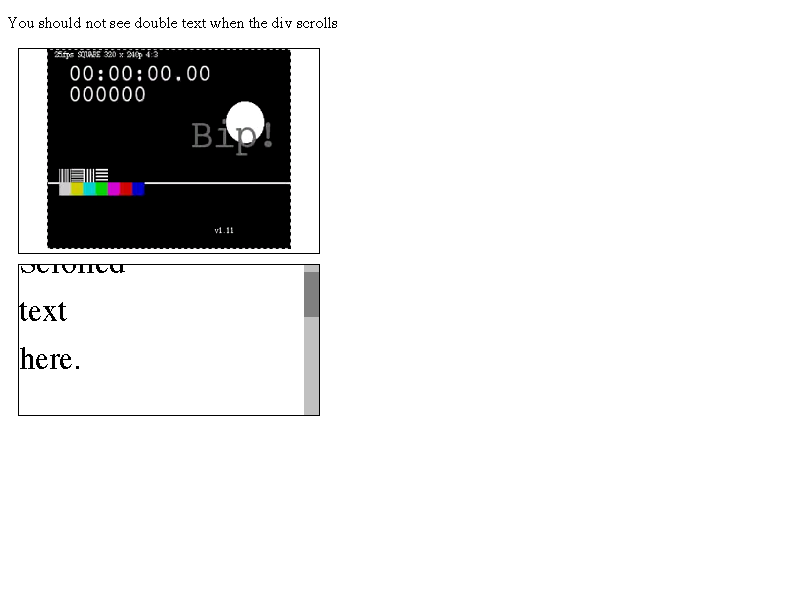 You should not see double text when the div scrolls
25fps SQUARE 320 x 240p 4:3
00:00:00.00
000000
Bip!
v1.11
Scrolled
text
here.